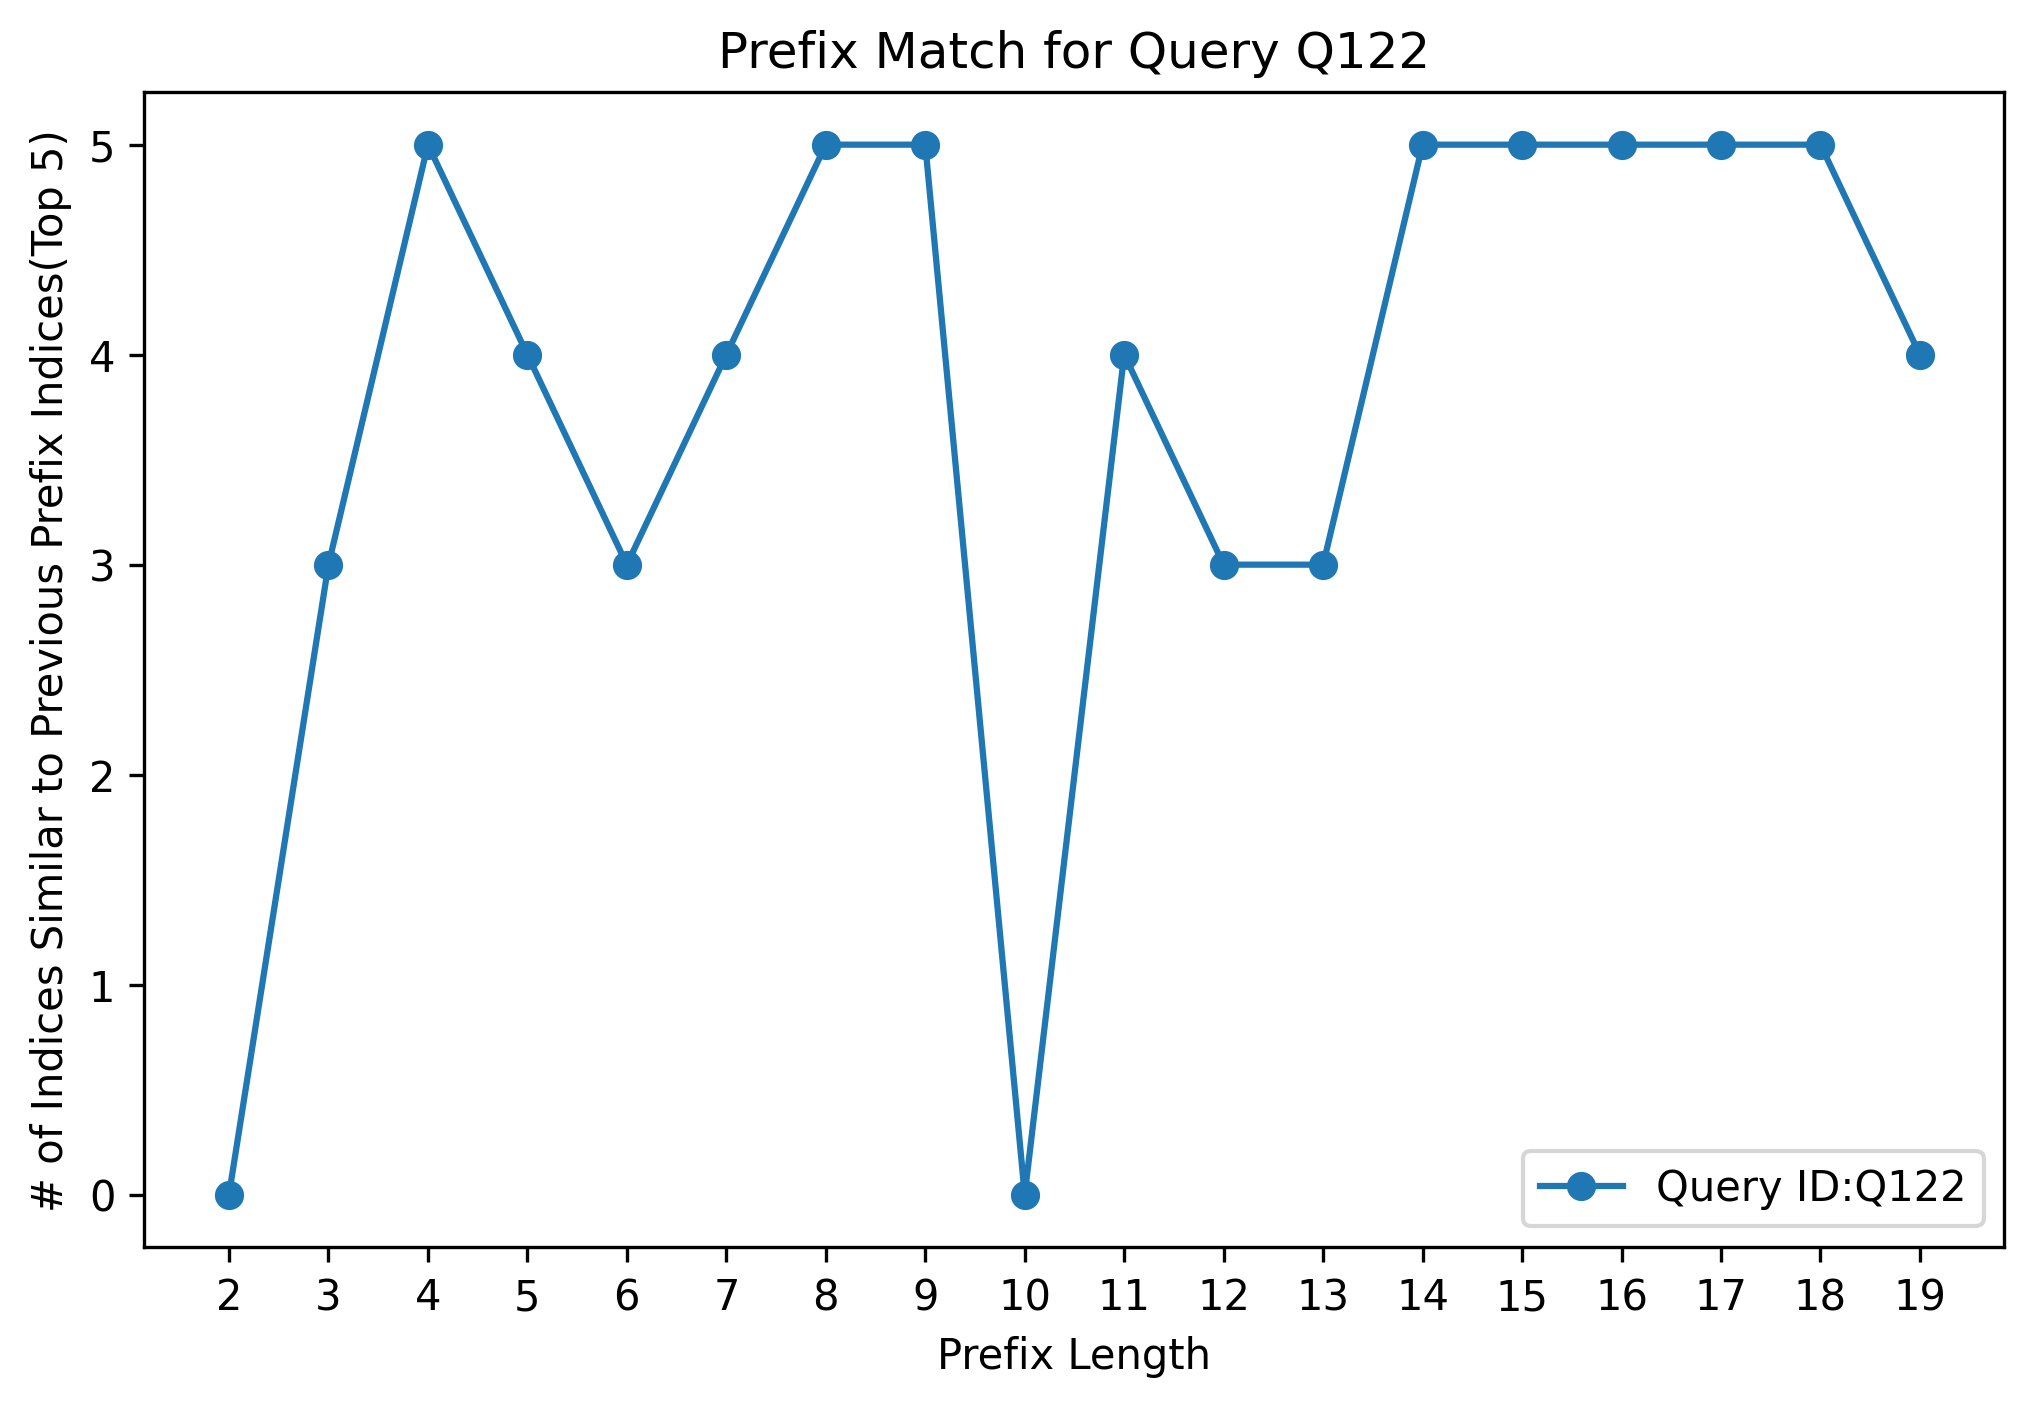 Prefix Match for Query Q122
# of Indices Similar to Previous Prefix Indices(Top 5)
5
4
3
2
1
0
Query ID:Q122
2 3 4 5 6 7 8 9 10 11 12 13 14 15 16 17 18 19
Prefix Length